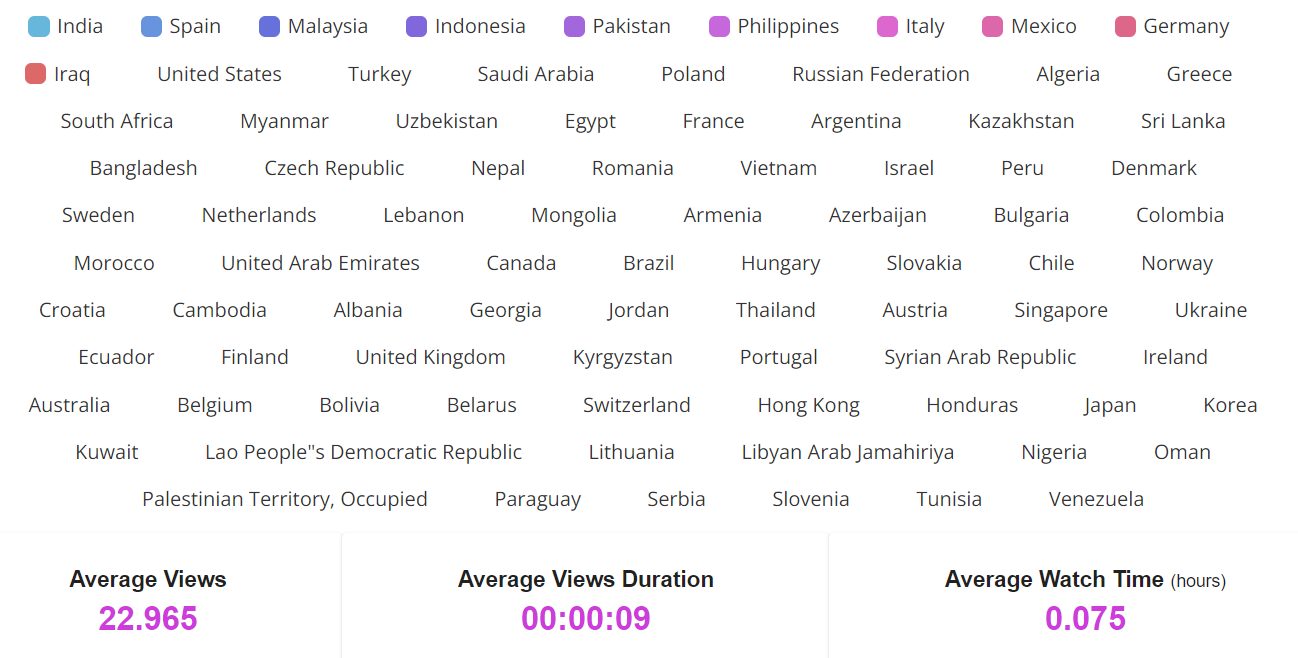 India Spain Malaysia Indonesia Pakistan Philippines Italy Mexico Germany
Iraq United States Turkey Saudi Arabia Poland Russian Federation Algeria Greece
South Africa Myanmar Uzbekistan Egypt France Argentina Kazakhstan Sri Lanka
Bangladesh Czech Republic Nepal Romania Vietnam Israel Peru Denmark
Sweden Netherlands Lebanon Mongolia Armenia Azerbaijan Bulgaria Colombia
Morocco United Arab Emirates Canada Brazil Hungary Slovakia Chile Norway
Croatia Cambodia Albania Georgia Jordan Thailand Austria Singapore Ukraine
Ecuador Finland United Kingdom Kyrgyzstan Portugal Syrian Arab Republic Ireland
Australia Belgium Bolivia Belarus Switzerland Hong Kong Honduras Japan Korea
Kuwait Lao People"s Democratic Republic Lithuania Libyan Arab Jamahiriya Nigeria Oman
Palestinian Territory, Occupied Paraguay Serbia Slovenia Tunisia Venezuela
Average Views Average Views Duration Average Watch Time (hours)
22.965 00:00:09 0.075